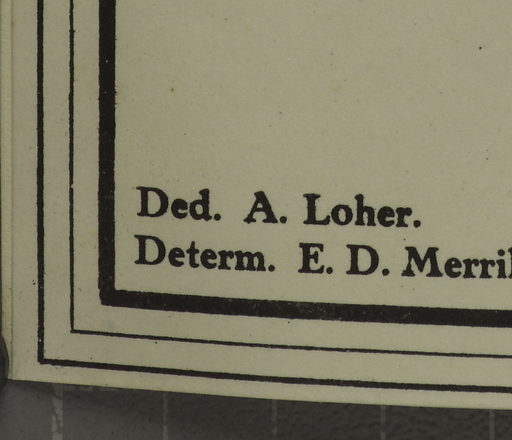 Ded. A. Loher.
Determ. E. D. Merril